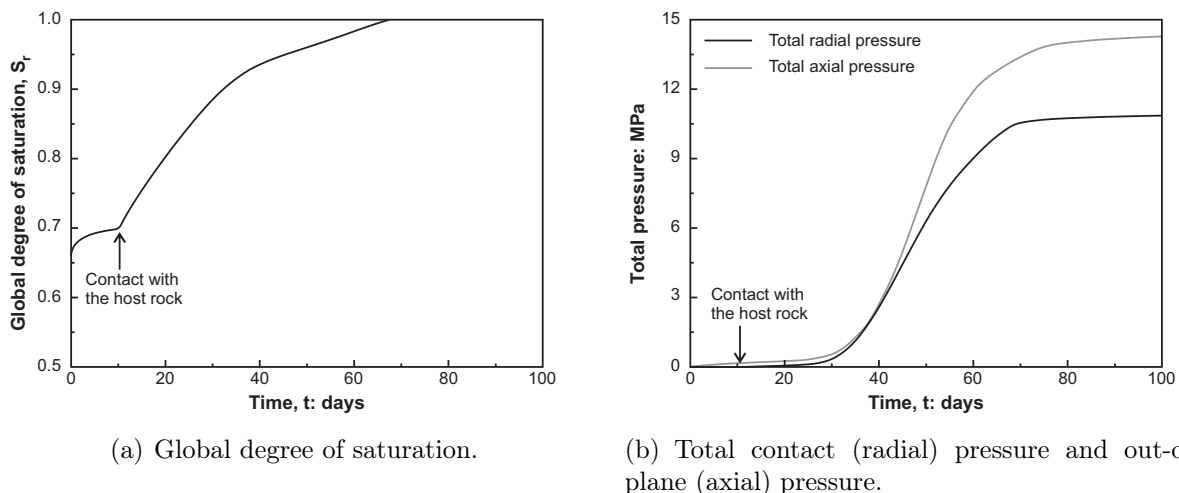 1.0
0.9
0.8
0.7
0.6
0.5
Global degree of saturation, Sr
Contact with
the host rock
0 20 40 60 80 100
Time, t: days
(a) Global degree of saturation.
15
12
9
6
3
0
Total pressure: MPa
Total radial pressure
Total axial pressure
Contact with
the host rock
0 20 40 60 80 100
Time, t: days
(b) Total contact (radial) pressure and
plane (axial) pressure.